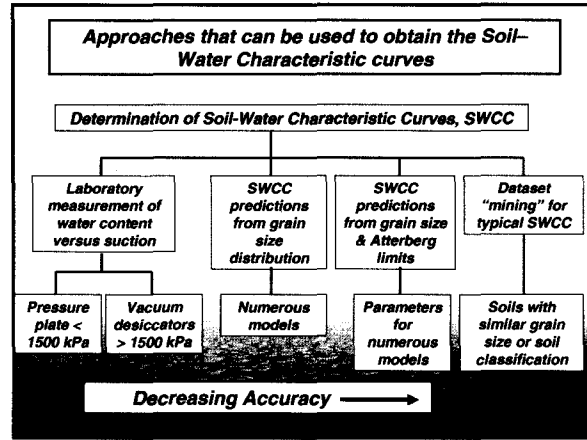 Approaches that can be used to obtain the Soil–
Water Characteristic curves
Determination of Soil-Water Characteristic Curves, SWCC
Laboratory
measurement of
water content
versus suction
SWCC
predictions
from grain
size
distribution
SWCC
predictions
from grain size
& Atterberg
limits
Dataset
"mining" for
typical SWCC
Pressure
plate <
1500 kPa
Vacuum
desiccators
> 1500 kPa
Numerous
models
Parameters
for
numerous
models
Soils with
similar grain
size or soil
classification
Decreasing Accuracy